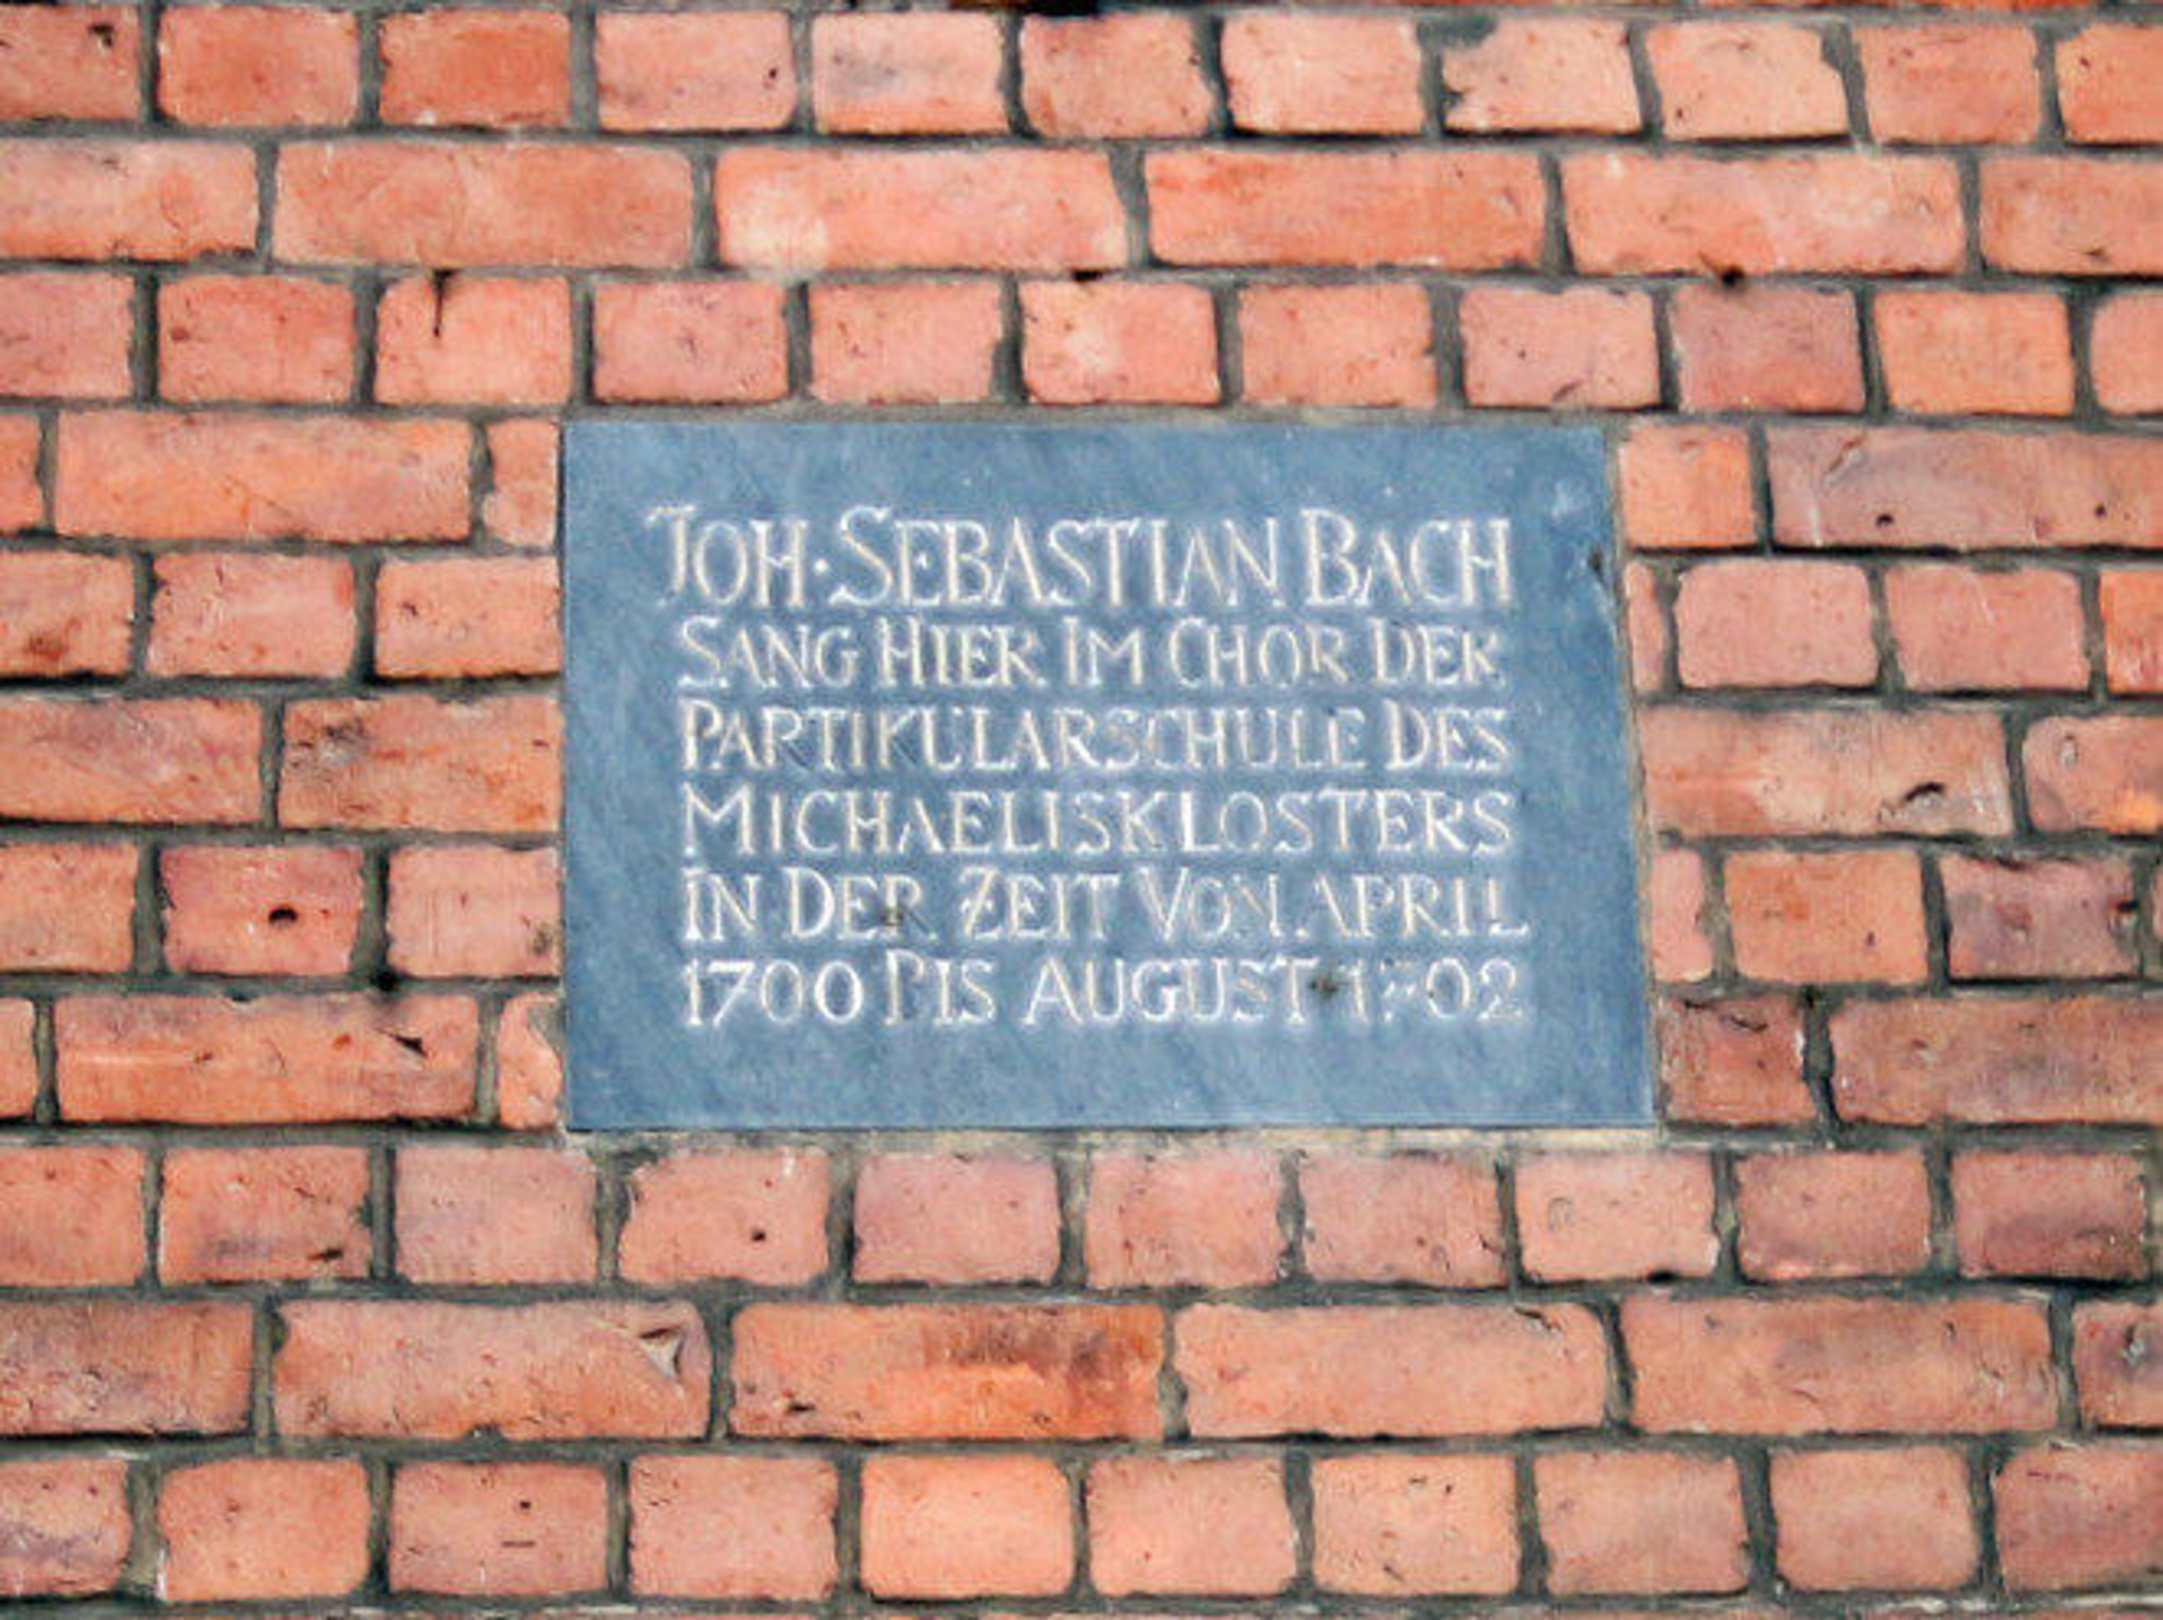 JOH·SEBASTIAN BACH
SANG HIER IM CHOR DER
PARTIKULARSCHULE DES
MICHAELISKLOSTERS
IN DER ZEIT VON APRIL
1700 BIS AUGUST 1702